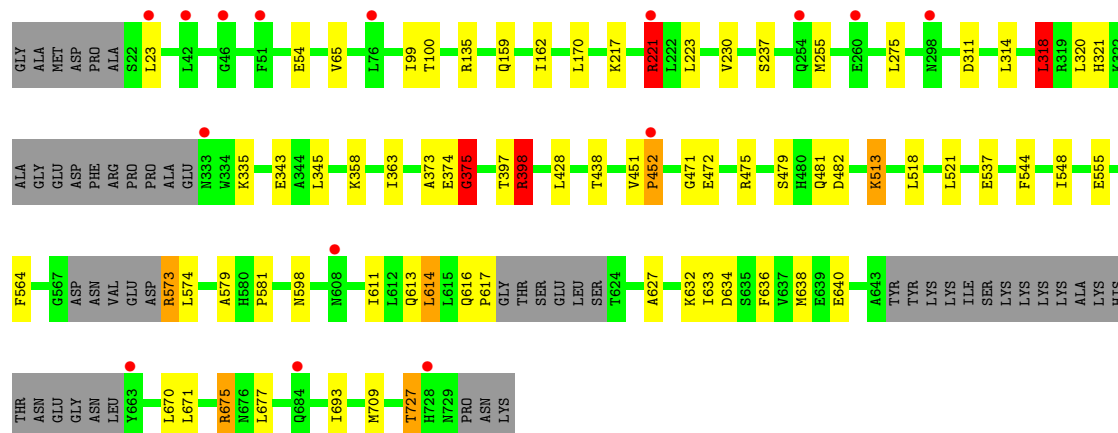 GLY ALA MET ASP PRO ALA S22 L23 L42 G46 F51 E54 V65 L76 I99 T100 R135 Q159 I162 L170 K217 R221 L222 L223 V230 S237 Q254 M255 E260 L275 N298 D311 L314 L318 R319 L320 H321
ALA GLY GLU ASP PHE ARG PRO PRO ALA GLU N333 W334 K335 E343 A344 L345 K358 I363 A373 E374 G375 T397 R398 L428 T438 V451 P452 G471 E472 R475 S479 H480 Q481 D482 K513 L518 L521 E537 F544 I548 E555
F564 G567 ASP ASN VAL GLU ASP R573 L574 A579 H580 P581 N598 N608 I611 L612 Q613 L614 L615 Q616 P617 GLY THR SER GLU LEU SER T624 A627 K632 I633 D634 S635 F636 V637 M638 E639 E640 A643 TYR TYR LYS LYS ILE SER LYS LYS LYS LYS ALA LYS
THR ASN GLU GLY ASN LEU Y663 L670 L671 R675 N676 L677 Q684 I693 M709 T727 H728 N729 PRO ASN LYS